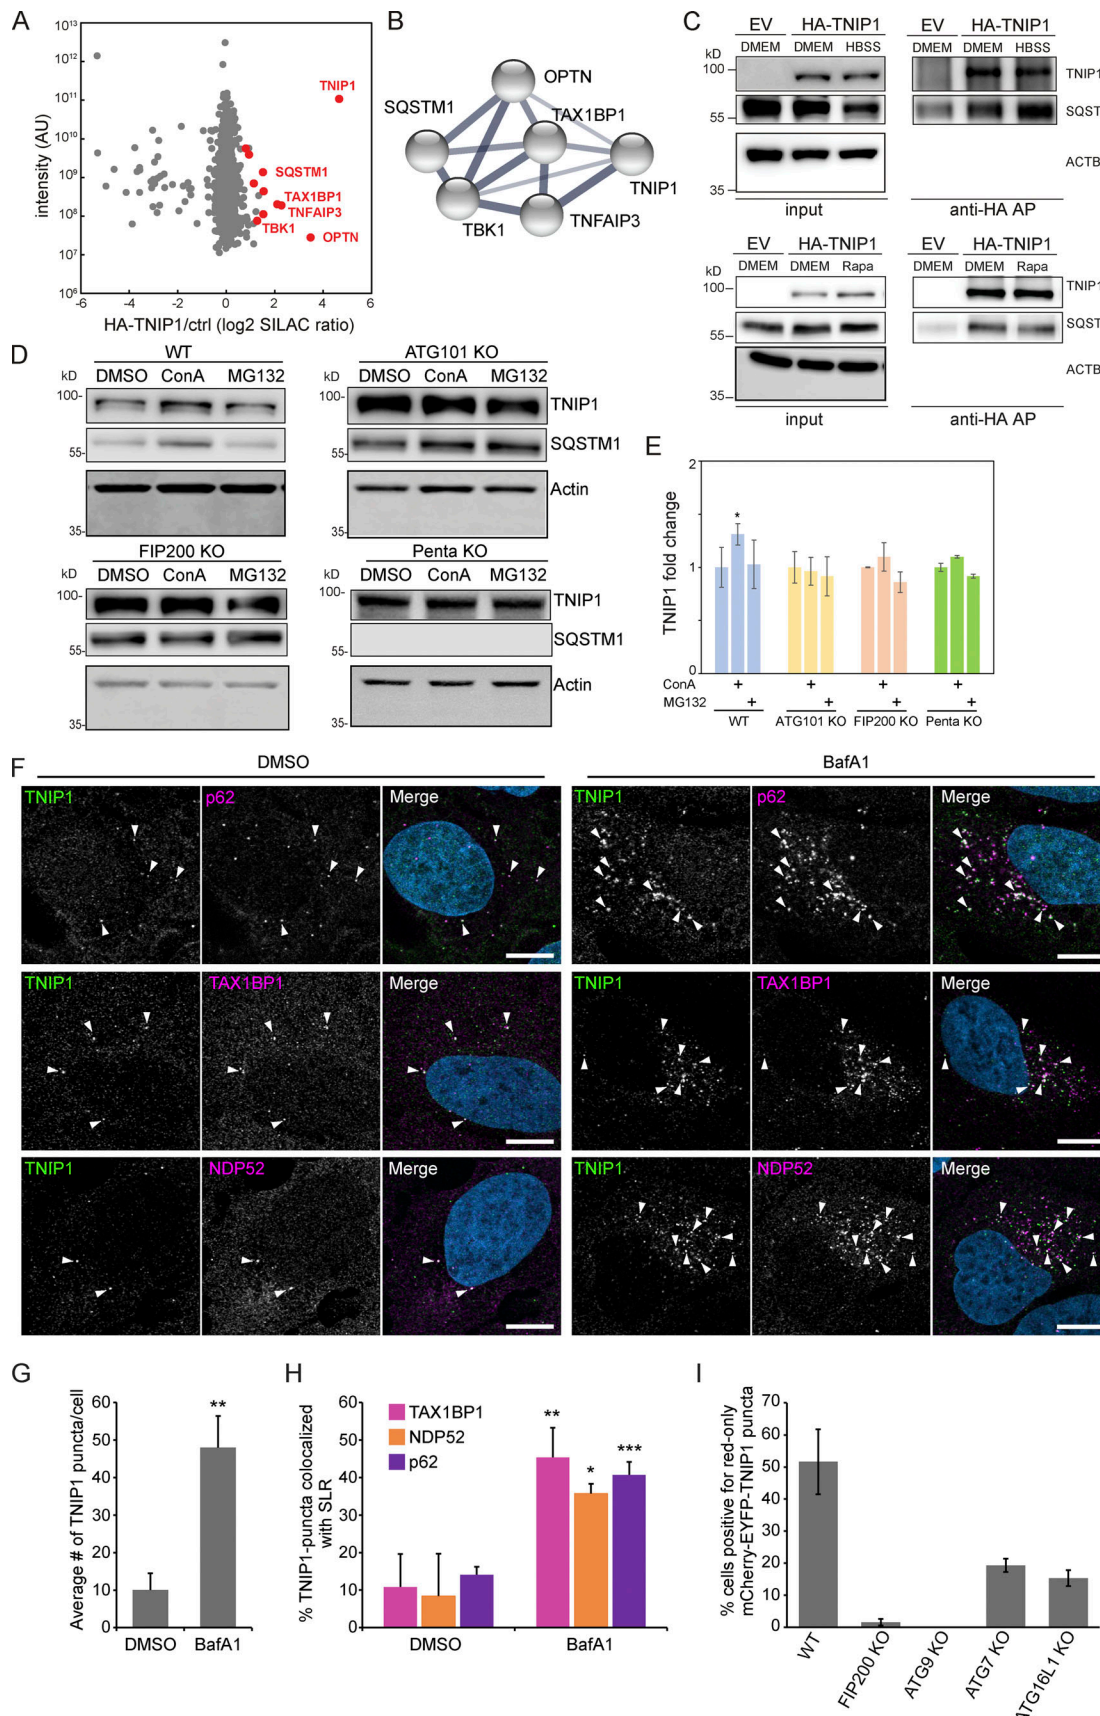 A
10¹³
10¹²
10¹¹
10¹⁰
10⁹
10⁸
10⁷
10⁶
intensity (AU)
TNIP1
SQSTM1
TAX1BP1
TNFAIP3
TBK1
OPTN
-6 -4 -2 0 2 4 6
HA-TNIP1/ctrl (log2 SILAC ratio)
B
OPTN
SQSTM1
TAX1BP1
TNIP1
TBK1
TNFAIP3
C
EV HA-TNIP1 EV HA-TNIP1
kD DMEM DMEM HBSS DMEM DMEM HBSS
100
TNIP1
55
SQST
ACTB
35
input anti-HA AP
EV HA-TNIP1 EV HA-TNIP1
kD DMEM DMEM Rapa DMEM DMEM Rapa
100
TNIP1
55
SQST
ACTB
35
input anti-HA AP
D
WT ATG101 KO
kD DMSO ConA MG132 kD DMSO ConA MG132
100- 100-
TNIP1
55- 55-
SQSTM1
Actin
35- 35-
FIP200 KO Penta KO
kD DMSO ConA MG132 kD DMSO ConA MG132
100- 100-
TNIP1
55- 55-
SQSTM1
Actin
35- 35-
E
2
1
0
TNIP1 fold change
*
ConA + + + +
MG132 + + + +
WT ATG101 KO FIP200 KO Penta KO
F
DMSO BafA1
TNIP1 p62 Merge TNIP1 p62 Merge
TNIP1 TAX1BP1 Merge TNIP1 TAX1BP1 Merge
TNIP1 NDP52 Merge TNIP1 NDP52 Merge
G
Average # of TNIP1 puncta/cell
60
50
40
30
20
10
0
**
DMSO BafA1
H
% TNIP1-puncta colocalized
with SLR
60
50
40
30
20
10
0
TAX1BP1
NDP52
p62
** * ***
DMSO BafA1
I
% cells positive for red-only
mCherry-EYFP-TNIP1 puncta
70
60
50
40
30
20
10
0
WT
FIP200 KO
ATG9 KO
ATG7 KO
ATG16L1 KO